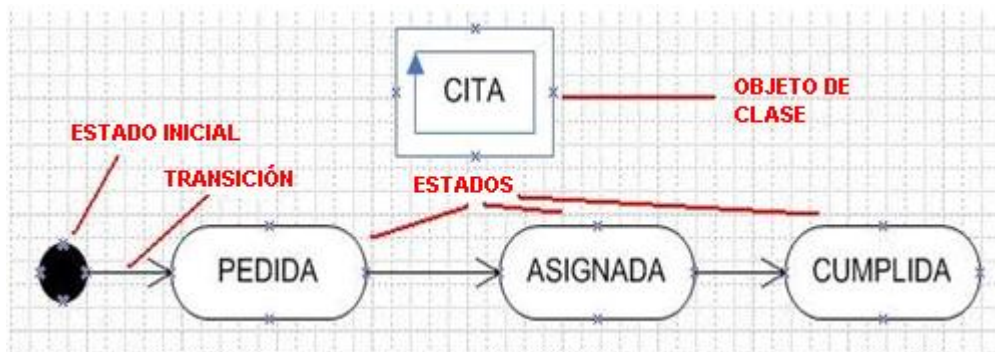 CITA
OBJETO DE
CLASE
ESTADO INICIAL
TRANSICIÓN
ESTADOS
PEDIDA
ASIGNADA
CUMPLIDA